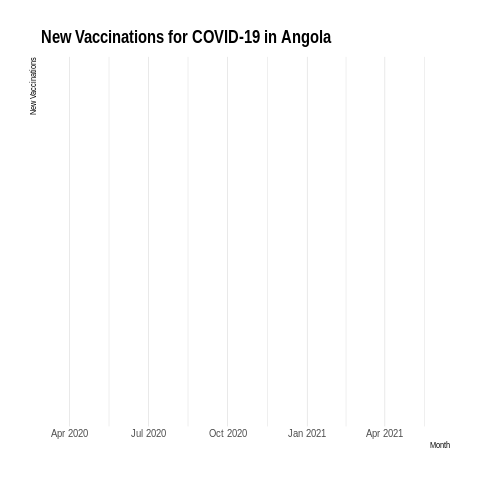 New Vaccinations for COVID-19 in Angola
New Vaccinations
Apr 2020 Jul 2020 Oct 2020 Jan 2021 Apr 2021
Month